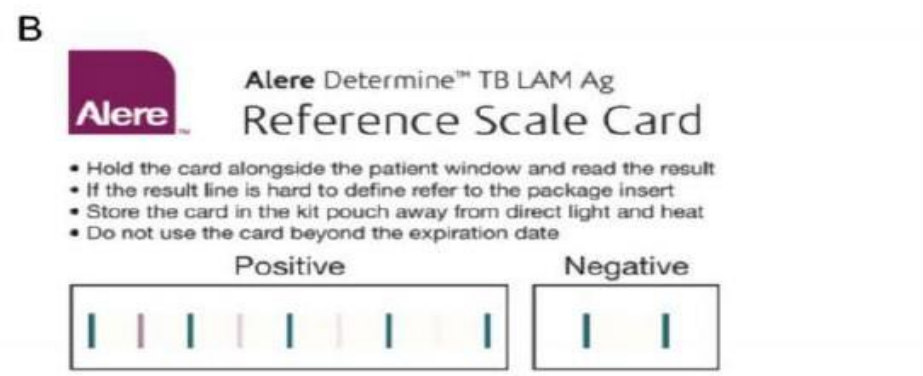 B
Alere™
Alere Determine™ TB LAM Ag
Reference Scale Card
• Hold the card alongside the patient window and read the result
• If the result line is hard to define refer to the package insert
• Store the card in the kit pouch away from direct light and heat
• Do not use the card beyond the expiration date
Positive Negative